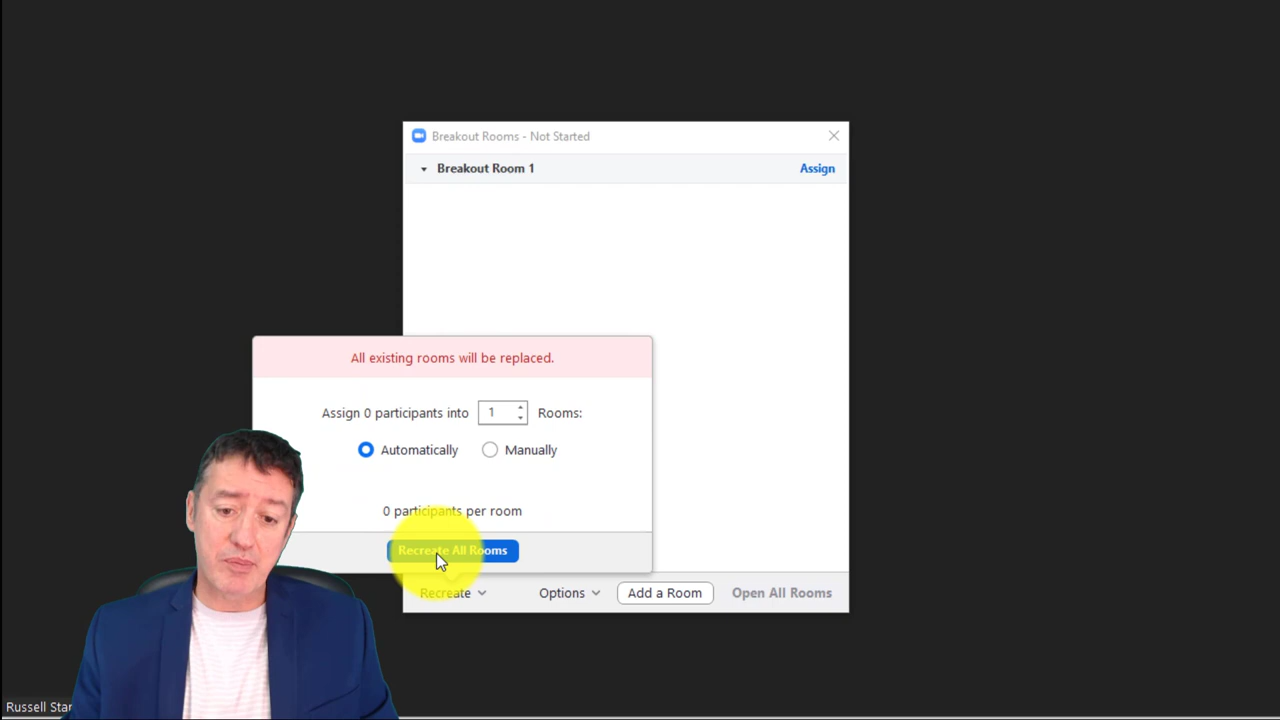 Breakout Rooms - Not Started
Breakout Room 1 Assign
All existing rooms will be replaced.
Assign 0 participants into 1 Rooms:
Automatically Manually
0 participants per room
Recreate All Rooms
Recreate Options Add a Room Open All Rooms
Russell